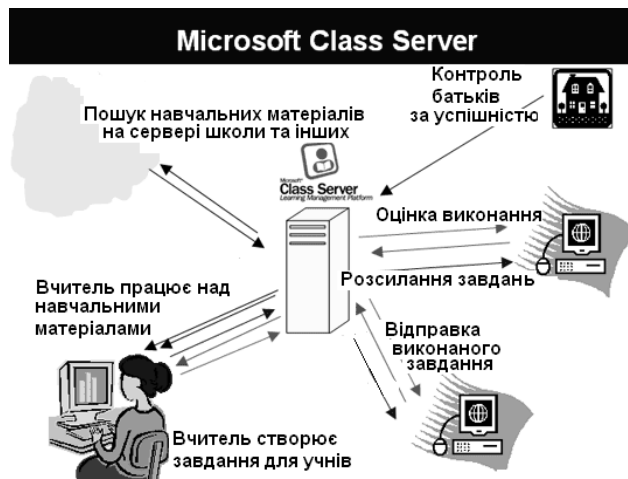 Microsoft Class Server
Контроль
батьків
за успішністю
Пошук навчальних матеріалів
на сервері школи та інших
Microsoft
Class Server
Learning Management Platform
Оцінка виконання
Розсилання завдань
Вчитель працює над
навчальними
матеріалами
Відправка
виконаного
завдання
Вчитель створює
завдання для учнів